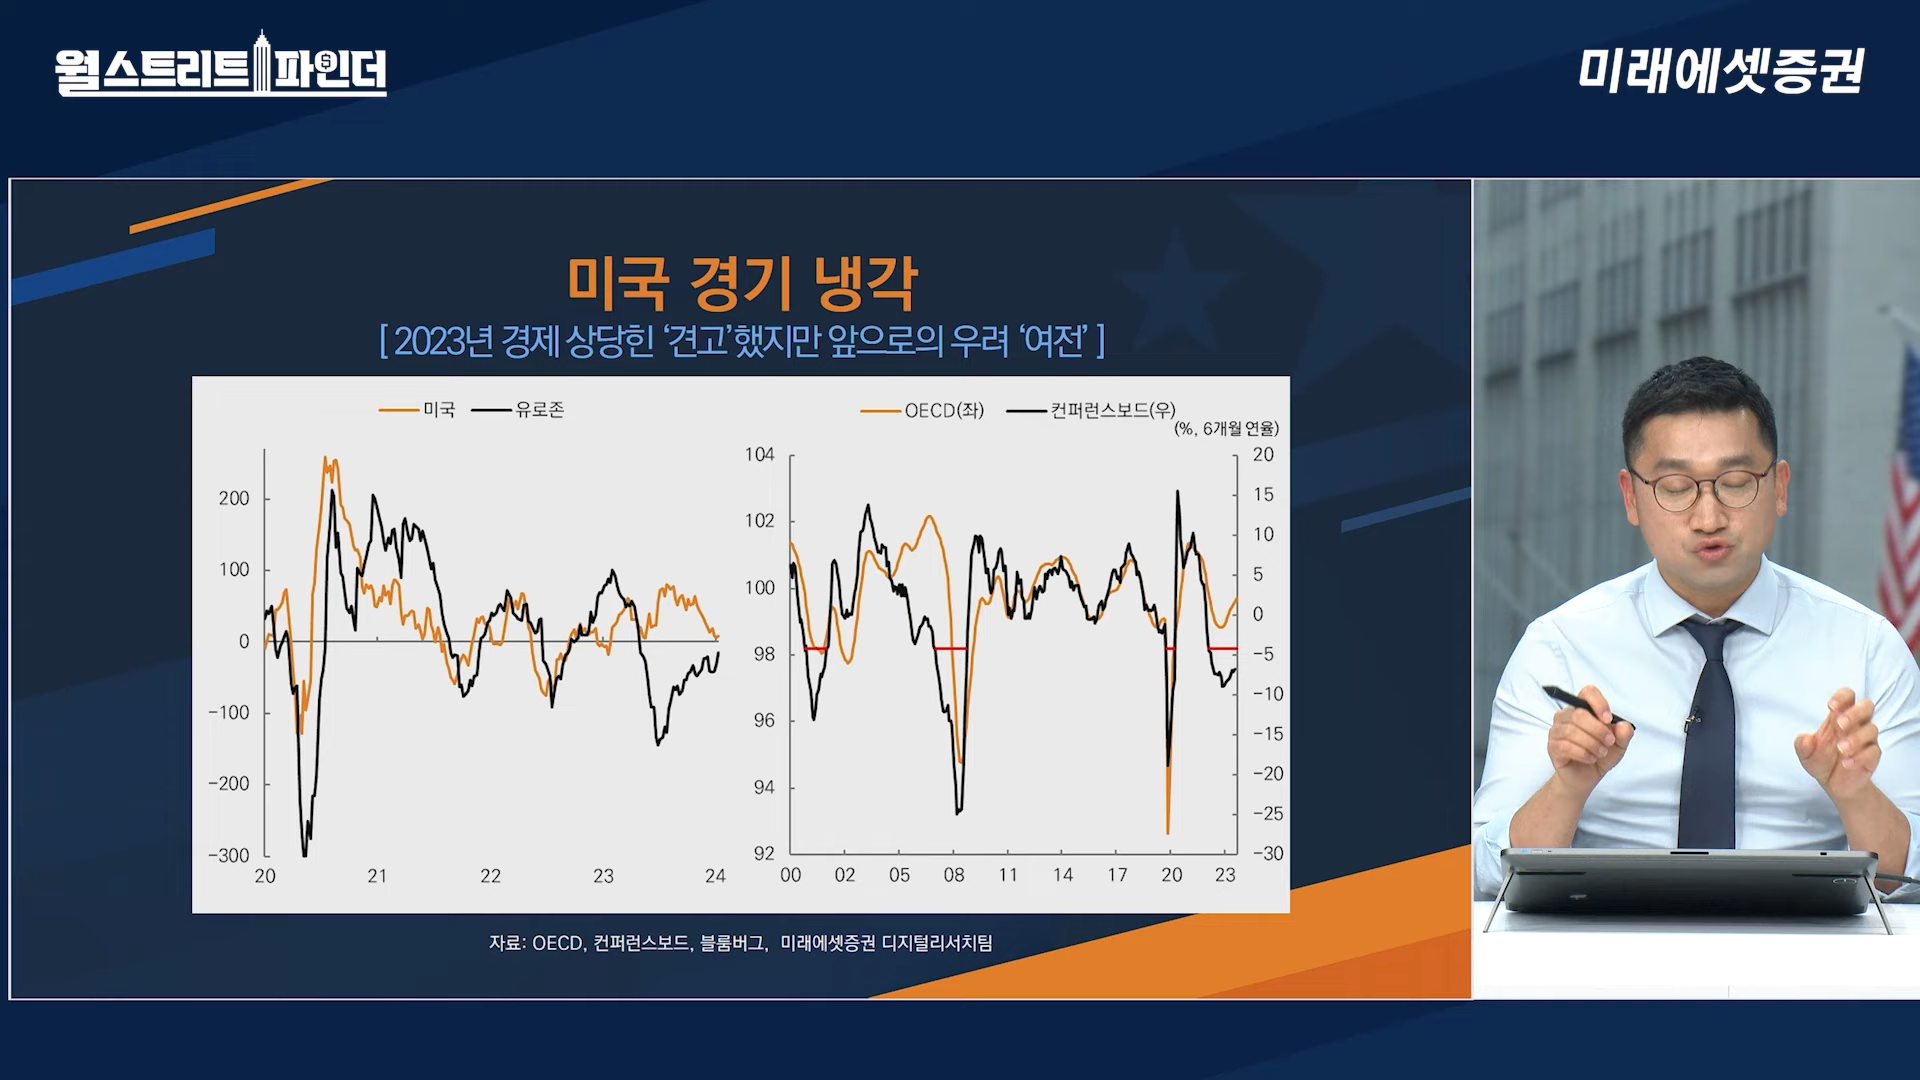 월스트리트 파인더
미래에셋증권
미국 경기 냉각
[ 2023년 경제 상당힌 ‘견고’했지만 앞으로의 우려 ‘여전’ ]
미국 유로존
200
100
0
-100
-200
-300
20 21 22 23 24
OECD(좌) 컨퍼런스보드(우)
(%, 6개월 연율)
104 20
15
102
10
100 5
0
98 -5
-10
96
-15
94 -20
-25
92 -30
00 02 05 08 11 14 17 20 23
자료: OECD, 컨퍼런스보드, 블룸버그, 미래에셋증권 디지털리서치팀